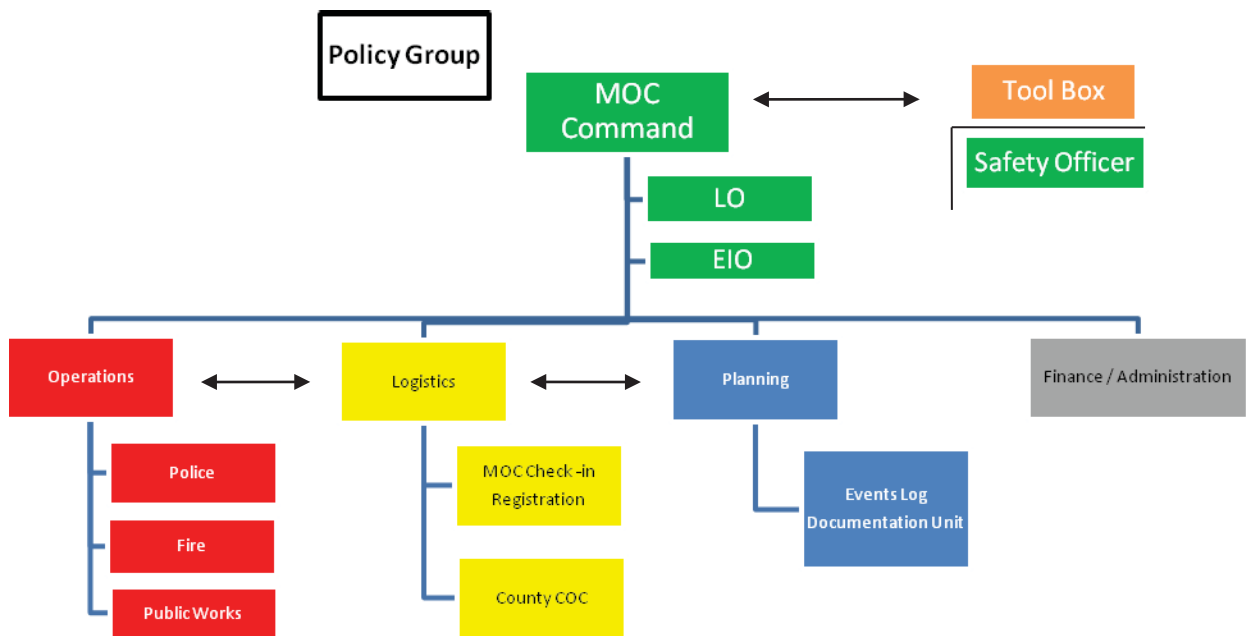 Policy Group
MOC
Command
Tool Box
Safety Officer
LO
EIO
Operations
Logistics
Planning
Finance / Administration
Police
Fire
Public Works
MOC Check -in
Registration
County COC
Events Log
Documentation Unit